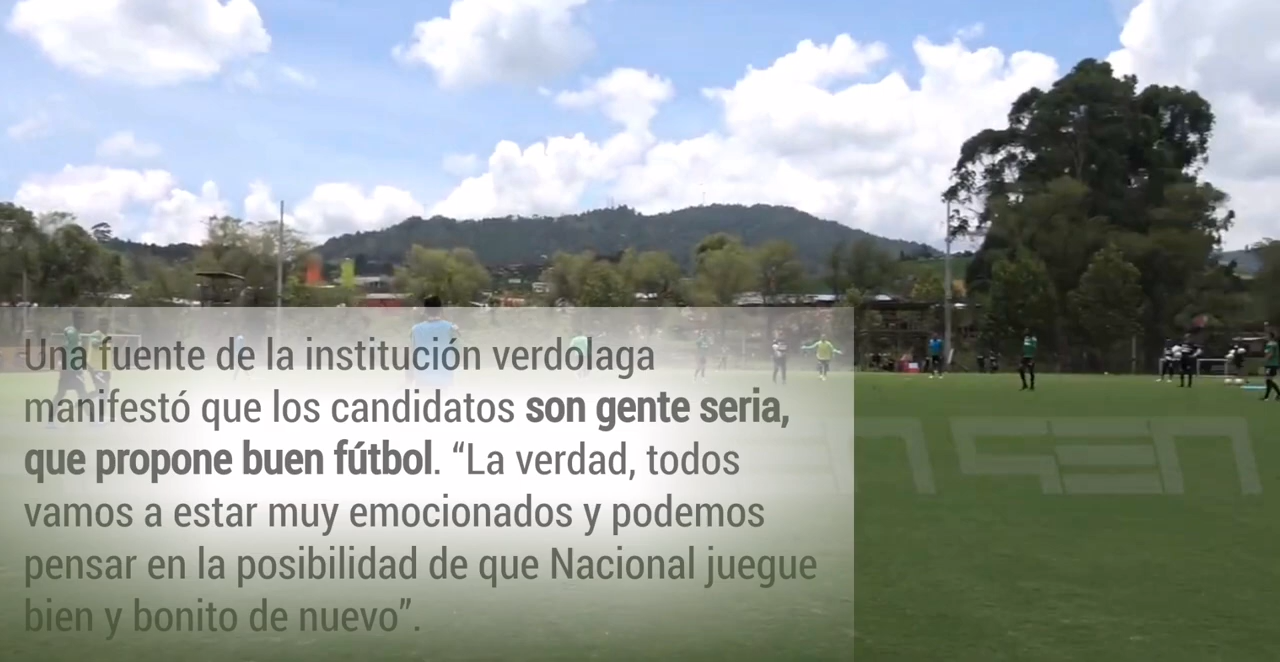 Una fuente de la institución verdolaga
manifestó que los candidatos son gente seria,
que propone buen fútbol. “La verdad, todos
vamos a estar muy emocionados y podemos
pensar en la posibilidad de que Nacional juegue
bien y bonito de nuevo”.